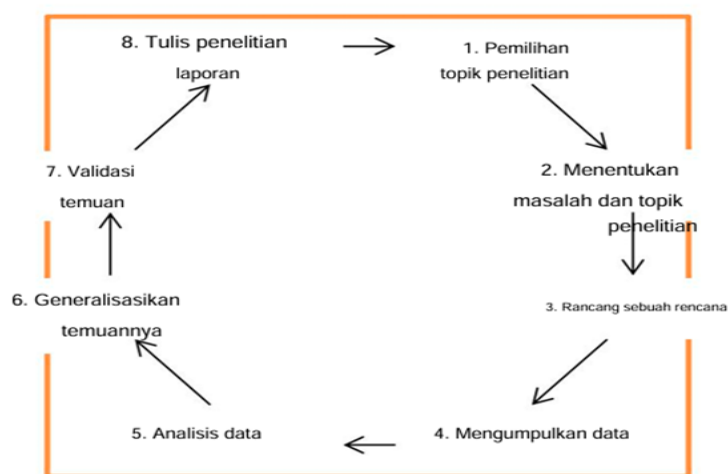 8. Tulis penelitian
laporan
1. Pemilihan
topik penelitian
2. Menentukan
masalah dan topik
penelitian
3. Rancang sebuah rencana
4. Mengumpulkan data
5. Analisis data
6. Generalisasikan
temuannya
7. Validasi
temuan